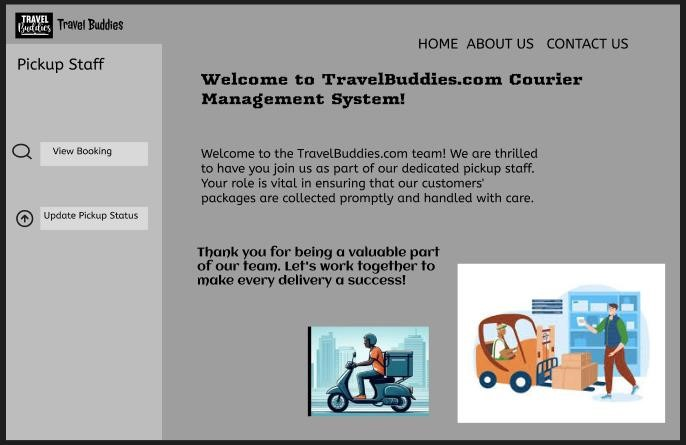 TRAVEL
Buddies
Travel Buddies
HOME ABOUT US CONTACT US
Pickup Staff
Welcome to TravelBuddies.com Courier
Management System!
View Booking
Welcome to the TravelBuddies.com team! We are thrilled
to have you join us as part of our dedicated pickup staff.
Your role is vital in ensuring that our customers'
packages are collected promptly and handled with care.
Update Pickup Status
Thank you for being a valuable part
of our team. Let's work together to
make every delivery a success!